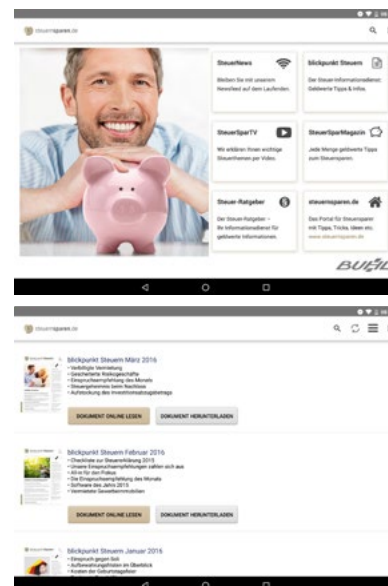 steuernsparen.de
SteuerNews
Bleiben Sie mit unserem
Newsfeed auf dem Laufenden.
blickpunkt Steuern
Der Steuer-Informationsdienst:
Geldwerte Tipps & Infos.
SteuerSparTV
Wir erklären Ihnen wichtige
Steuerthemen per Video.
SteuerSparMagazin
Jede Menge geldwerte Tipps
zum Steuernsparen.
Steuer-Ratgeber
Der Steuer-Ratgeber –
Ihr Informationsdienst für
geldwerte Informationen.
steuernsparen.de
Das Portal für Steuersparer
mit Tipps, Tricks, Ideen etc.
www.steuernsparen.de
BUHL
steuernsparen.de
blickpunkt Steuern März 2016
- Verbilligte Vermietung
- Gescheiterte Risikogeschäfte
- Einspruchsempfehlung des Monats
- Steuergeheimnis beim Nachlass
- Aufstockung des Investitionsabzugsbetrags
DOKUMENT ONLINE LESEN DOKUMENT HERUNTERLADEN
blickpunkt Steuern Februar 2016
- Checkliste zur Steuererklärung 2015
- Unsere Einspruchsempfehlungen zahlen sich aus
- All-in für den Fiskus
- Die Einspruchsempfehlung des Monats
- Software des Jahrs 2015
- Vermietete Gewerbeimmobilien
DOKUMENT ONLINE LESEN DOKUMENT HERUNTERLADEN
blickpunkt Steuern Januar 2016
- Einspruch gegen Soli
- Aufbewahrungsfristen im Überblick
- Kosten der Geburtstagsfeier